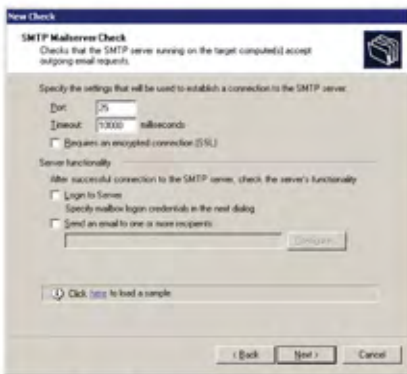 New Check
SMTP Mailserver Check
Checks that the SMTP server running on the target computer(s) accept
outgoing email requests.
Specify the settings that will be used to establish a connection to the SMTP server.
Port: 25
Timeout: 10000 milliseconds
Requires an encrypted connection (SSL)
Server functionality
After successful connection to the SMTP server, check the server's functionality
Login to Server
Specify mailbox logon credentials in the next dialog
Send an email to one or more recipients:
Configure...
Click here to load a sample
< Back Next > Cancel